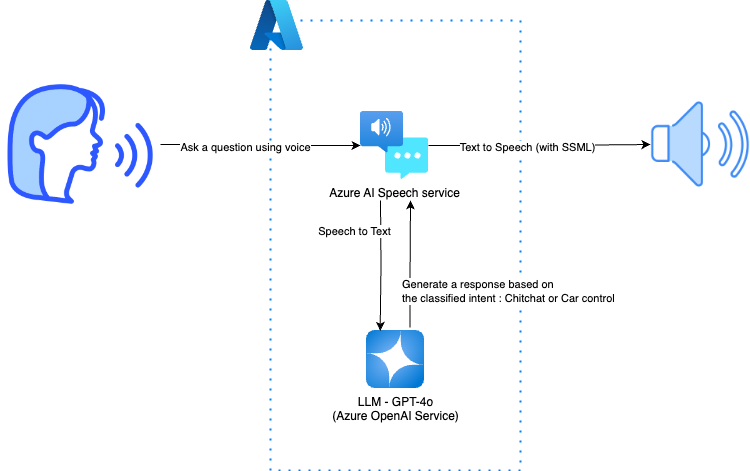 Ask a question using voice
Text to Speech (with SSML)
Azure AI Speech service
Speech to Text
Generate a response based on
the classified intent : Chitchat or Car control
LLM - GPT-4o
(Azure OpenAI Service)